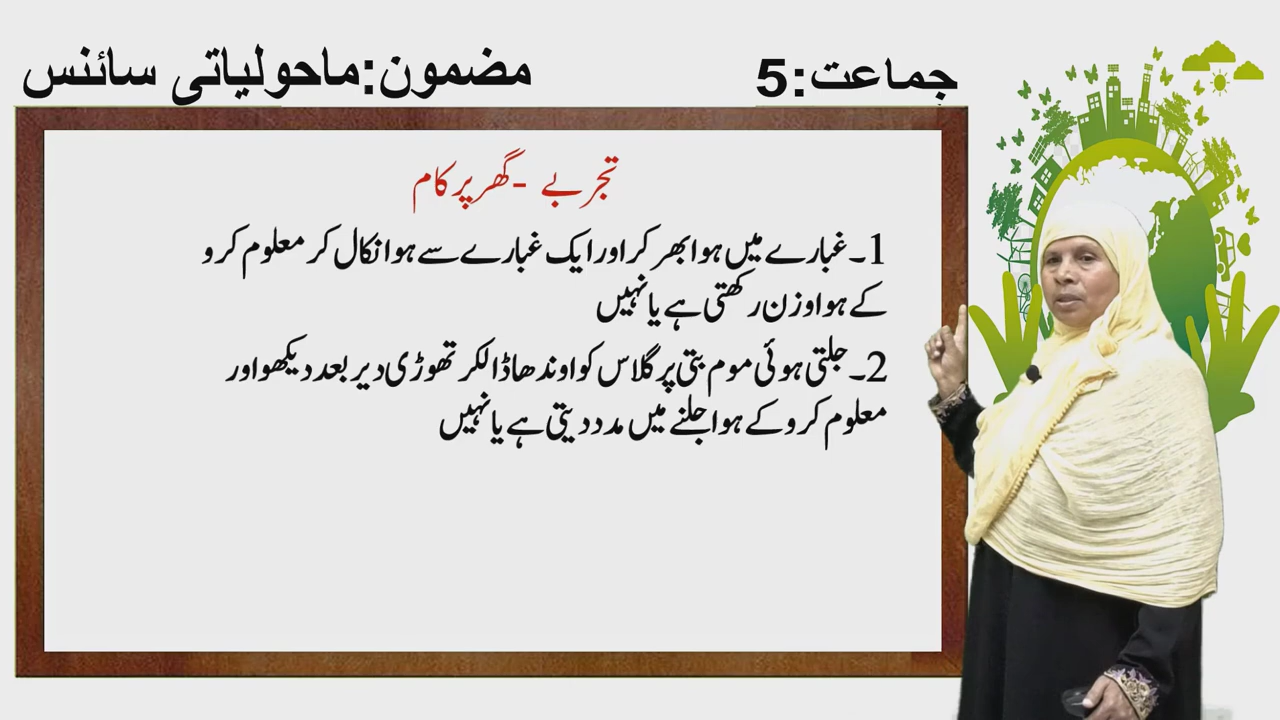 جماعت:5
مضمون:ماحولیاتی سائنس
تجربے - گھر پر کام
1۔ غبارے میں ہوا بھر کر اور ایک غبارے سے ہوا نکال کر معلوم کرو
کے ہوا وزن رکھتی ہے یا نہیں
2۔ جلتی ہوئی موم بتی پر گلاس کو اوندھا ڈالکر تھوڑی دیر بعد دیکھو اور
معلوم کرو کے ہوا جلنے میں مدد دیتی ہے یا نہیں